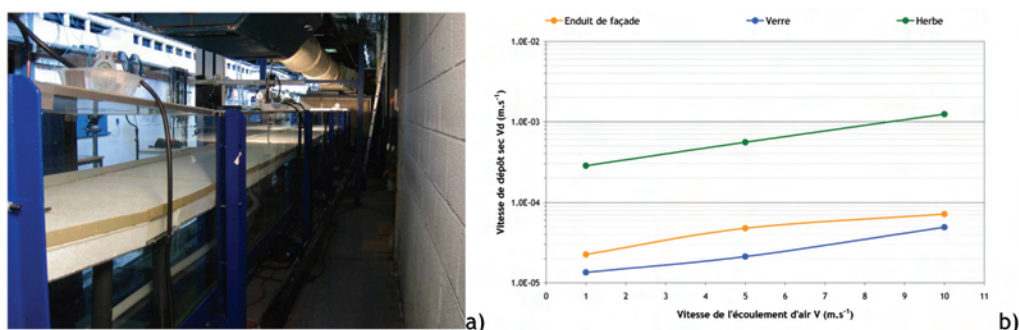 Enduit de façade Verre Herbe
1.0E-02
1.0E-03
1.0E-04
1.0E-05
Vitesse de dépôt sec Vd (m.s⁻¹)
0 1 2 3 4 5 6 7 8 9 10 11
Vitesse de l'écoulement d'air V (m.s⁻¹)
a)
b)